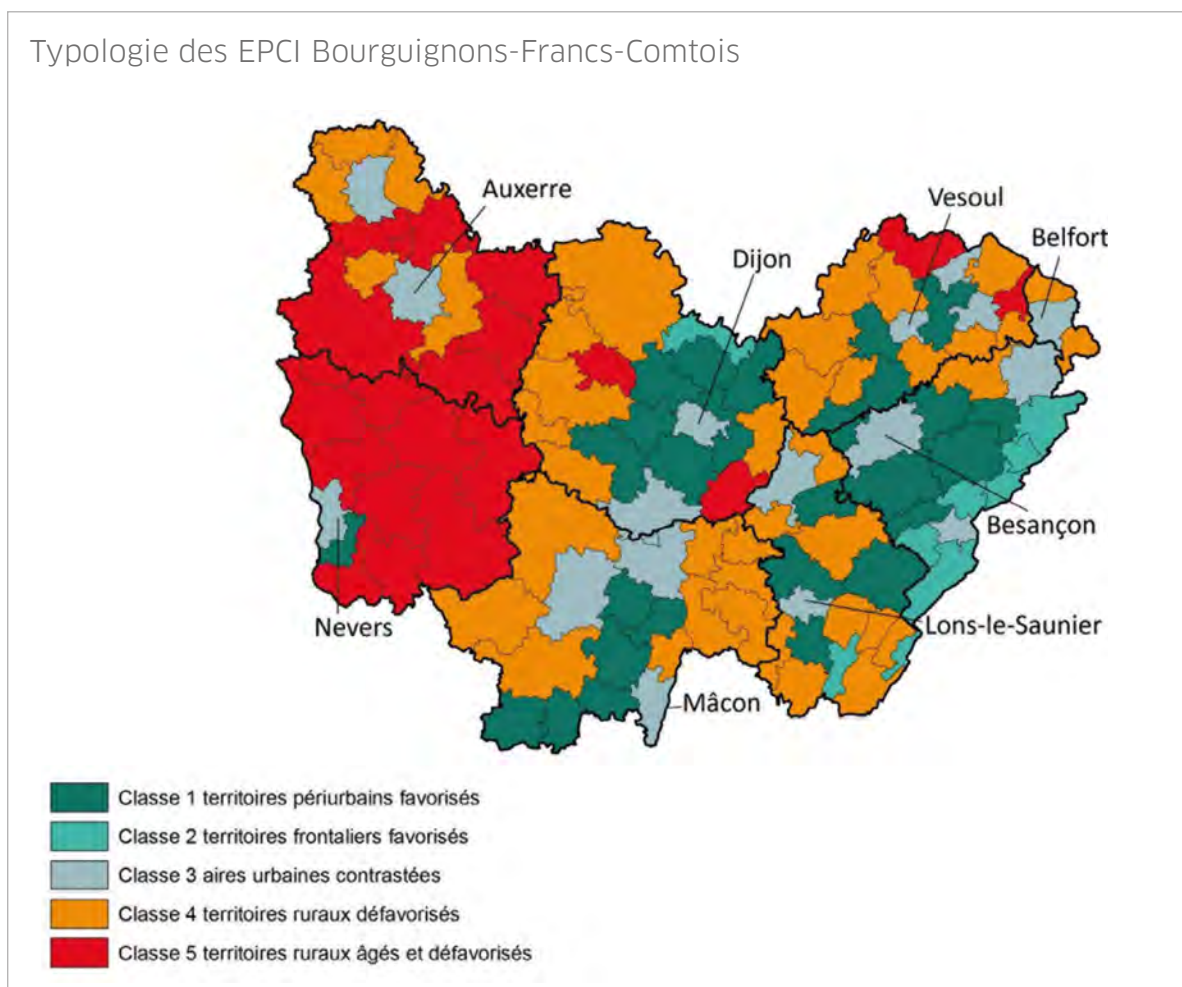 Typologie des EPCI Bourguignons-Francs-Comtois
Auxerre
Vesoul
Belfort
Dijon
Besançon
Nevers
Lons-le-Saunier
Mâcon
Classe 1 territoires périurbains favorisés
Classe 2 territoires frontaliers favorisés
Classe 3 aires urbaines contrastées
Classe 4 territoires ruraux défavorisés
Classe 5 territoires ruraux âgés et défavorisés